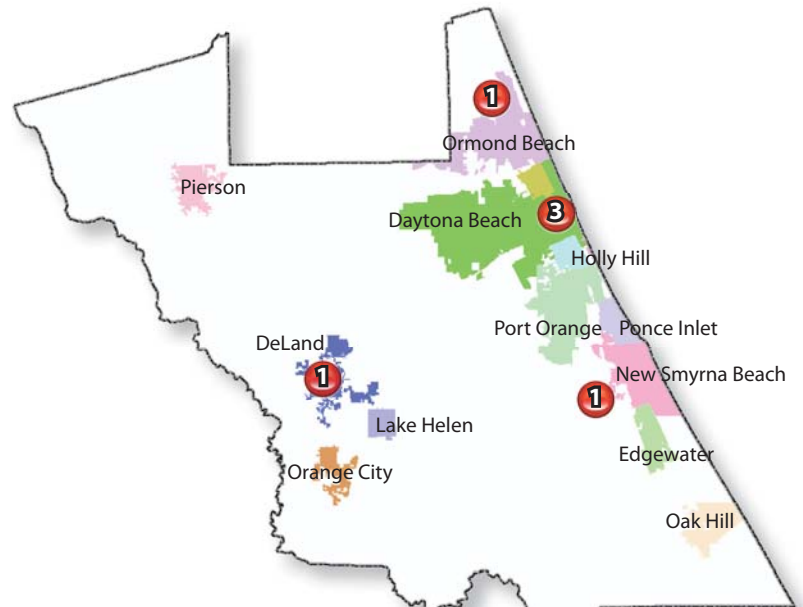 1
Ormond Beach
Pierson
3
Daytona Beach
Holly Hill
Port Orange
Ponce Inlet
DeLand
1
New Smyrna Beach
1
Lake Helen
Edgewater
Orange City
Oak Hill